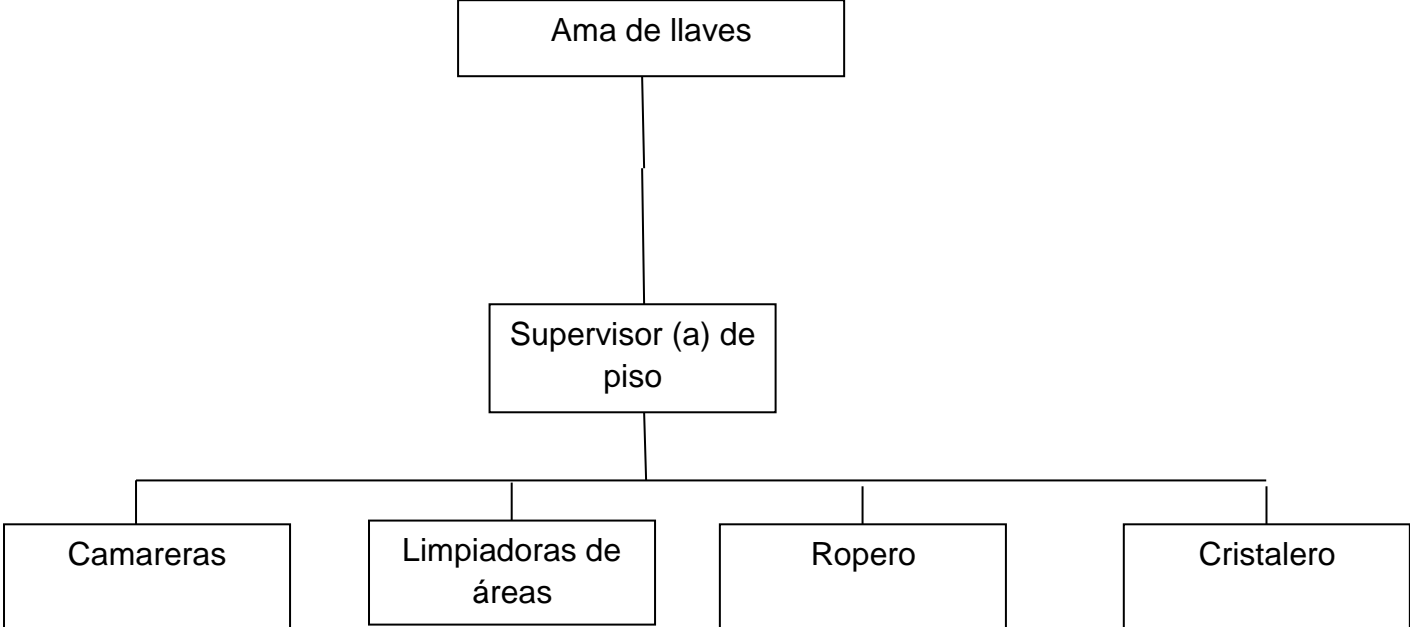 Ama de llaves
Supervisor (a) de
piso
Camareras
Limpiadoras de
áreas
Ropero
Cristalero